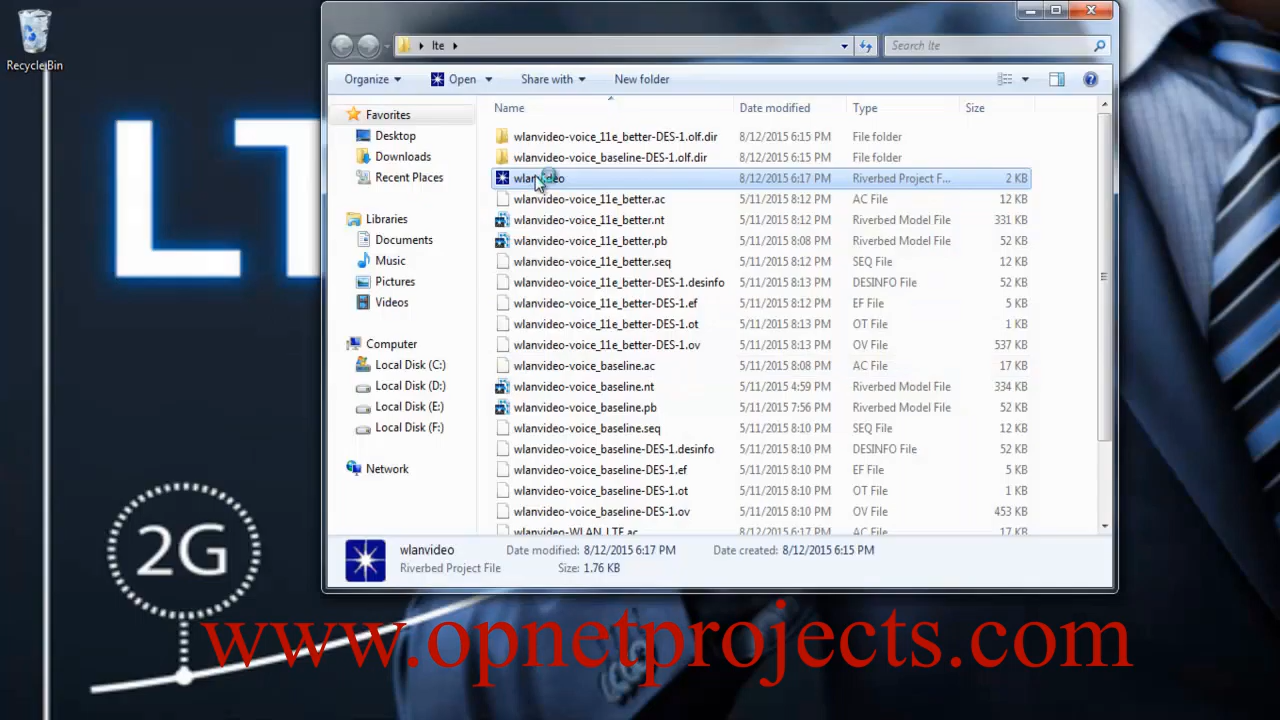 Recycle Bin
LT
2G
lte
Search lte
Organize Open Share with New folder
Name Date modified Type Size
Favorites
Desktop
Downloads
Recent Places
Libraries
Documents
Music
Pictures
Videos
Computer
Local Disk (C:)
Local Disk (D:)
Local Disk (E:)
Local Disk (F:)
Network
wlanvideo-voice_11e_better-DES-1.olf.dir 8/12/2015 6:15 PM File folder
wlanvideo-voice_baseline-DES-1.olf.dir 8/12/2015 6:15 PM File folder
wlanvideo 8/12/2015 6:17 PM Riverbed Project F... 2 KB
wlanvideo-voice_11e_better.ac 5/11/2015 8:12 PM AC File 12 KB
wlanvideo-voice_11e_better.nt 5/11/2015 8:12 PM Riverbed Model File 331 KB
wlanvideo-voice_11e_better.pb 5/11/2015 8:08 PM Riverbed Model File 52 KB
wlanvideo-voice_11e_better.seq 5/11/2015 8:12 PM SEQ File 12 KB
wlanvideo-voice_11e_better-DES-1.desinfo 5/11/2015 8:13 PM DESINFO File 52 KB
wlanvideo-voice_11e_better-DES-1.ef 5/11/2015 8:12 PM EF File 5 KB
wlanvideo-voice_11e_better-DES-1.ot 5/11/2015 8:13 PM OT File 1 KB
wlanvideo-voice_11e_better-DES-1.ov 5/11/2015 8:13 PM OV File 537 KB
wlanvideo-voice_baseline.ac 5/11/2015 8:08 PM AC File 17 KB
wlanvideo-voice_baseline.nt 5/11/2015 4:59 PM Riverbed Model File 334 KB
wlanvideo-voice_baseline.pb 5/11/2015 7:56 PM Riverbed Model File 52 KB
wlanvideo-voice_baseline.seq 5/11/2015 8:10 PM SEQ File 12 KB
wlanvideo-voice_baseline-DES-1.desinfo 5/11/2015 8:10 PM DESINFO File 52 KB
wlanvideo-voice_baseline-DES-1.ef 5/11/2015 8:10 PM EF File 5 KB
wlanvideo-voice_baseline-DES-1.ot 5/11/2015 8:10 PM OT File 1 KB
wlanvideo-voice_baseline-DES-1.ov 5/11/2015 8:10 PM OV File 453 KB
wlanvideo-WLAN_LTE.ac 8/12/2015 6:17 PM AC File 17 KB
wlanvideo Date modified: 8/12/2015 6:17 PM Date created: 8/12/2015 6:15 PM
Riverbed Project File Size: 1.76 KB
www.opnetprojects.com